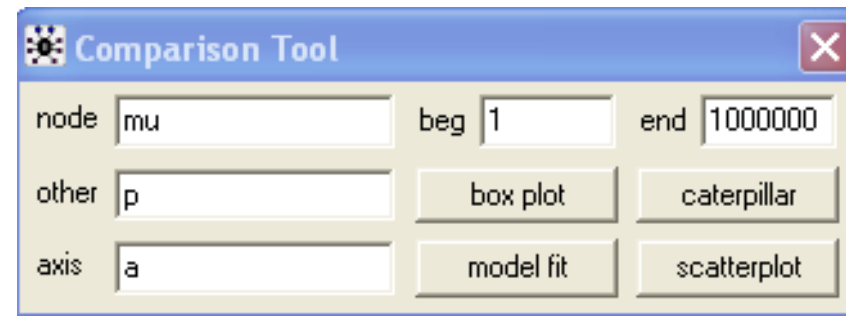 Comparison Tool
node mu beg 1 end 1000000
other p box plot caterpillar
axis a model fit scatterplot